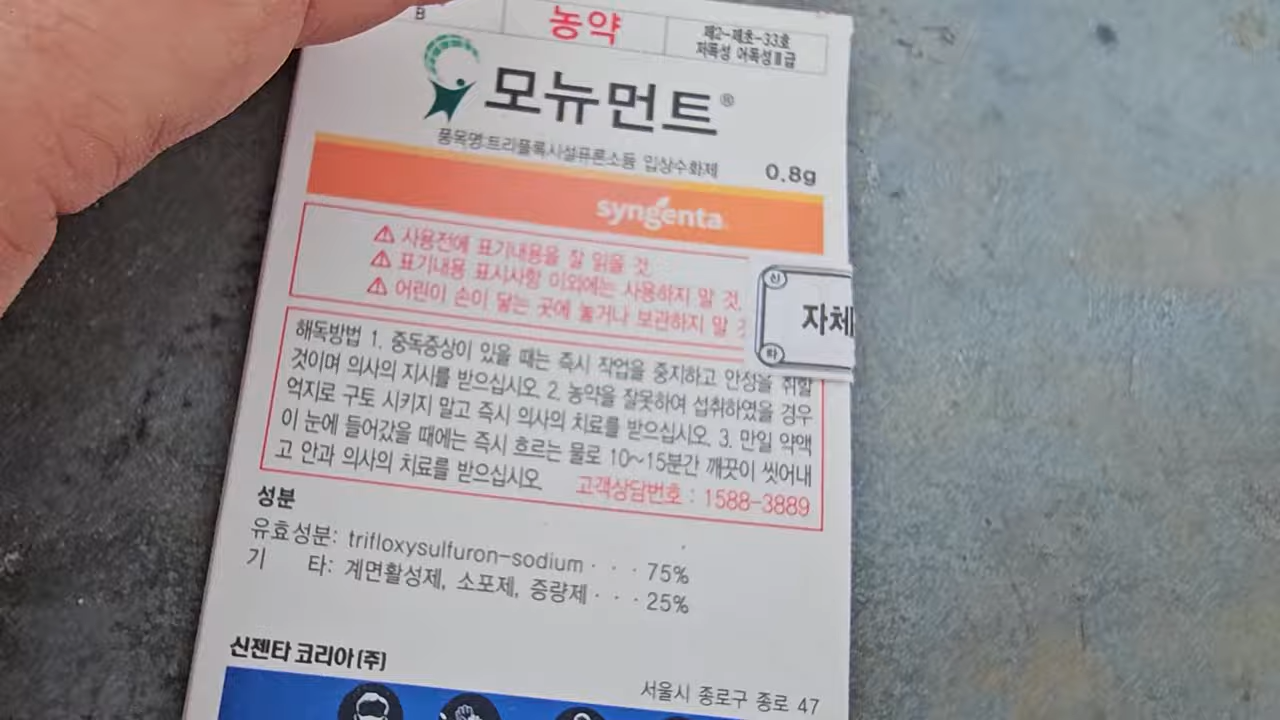 B
농약
제2-제초-33호
저독성 어독성Ⅲ급
모뉴먼트®
품목명:트리플록시설퓨론소듐 입상수화제 0.8g
syngenta
⚠ 사용전에 표기내용을 잘 읽을 것.
⚠ 표기내용 표시사항 이외에는 사용하지 말 것.
⚠ 어린이 손이 닿는 곳에 놓거나 보관하지 말
신
자체
하
해독방법 1. 중독증상이 있을 때는 즉시 작업을 중지하고 안정을 취할
것이며 의사의 지시를 받으십시오. 2. 농약을 잘못하여 섭취하였을 경우
억지로 구토 시키지 말고 즉시 의사의 치료를 받으십시오. 3. 만일 약액
이 눈에 들어갔을 때에는 즉시 흐르는 물로 10~15분간 깨끗이 씻어내
고 안과 의사의 치료를 받으십시오. 고객상담번호 : 1588-3889
성분
유효성분: trifloxysulfuron-sodium · · · 75%
기 타: 계면활성제, 소포제, 증량제 · · · 25%
신젠타 코리아 (주)
서울시 종로구 종로 47